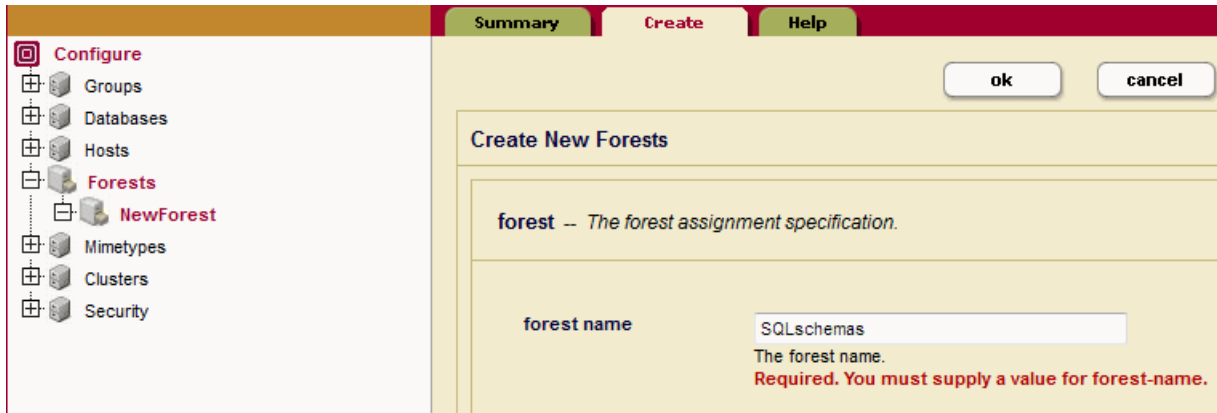 Summary Create Help
Configure
Groups
Databases
Hosts
Forests
NewForest
Mimetypes
Clusters
Security
ok cancel
Create New Forests
forest -- The forest assignment specification.
forest name SQLschemas
The forest name.
Required. You must supply a value for forest-name.